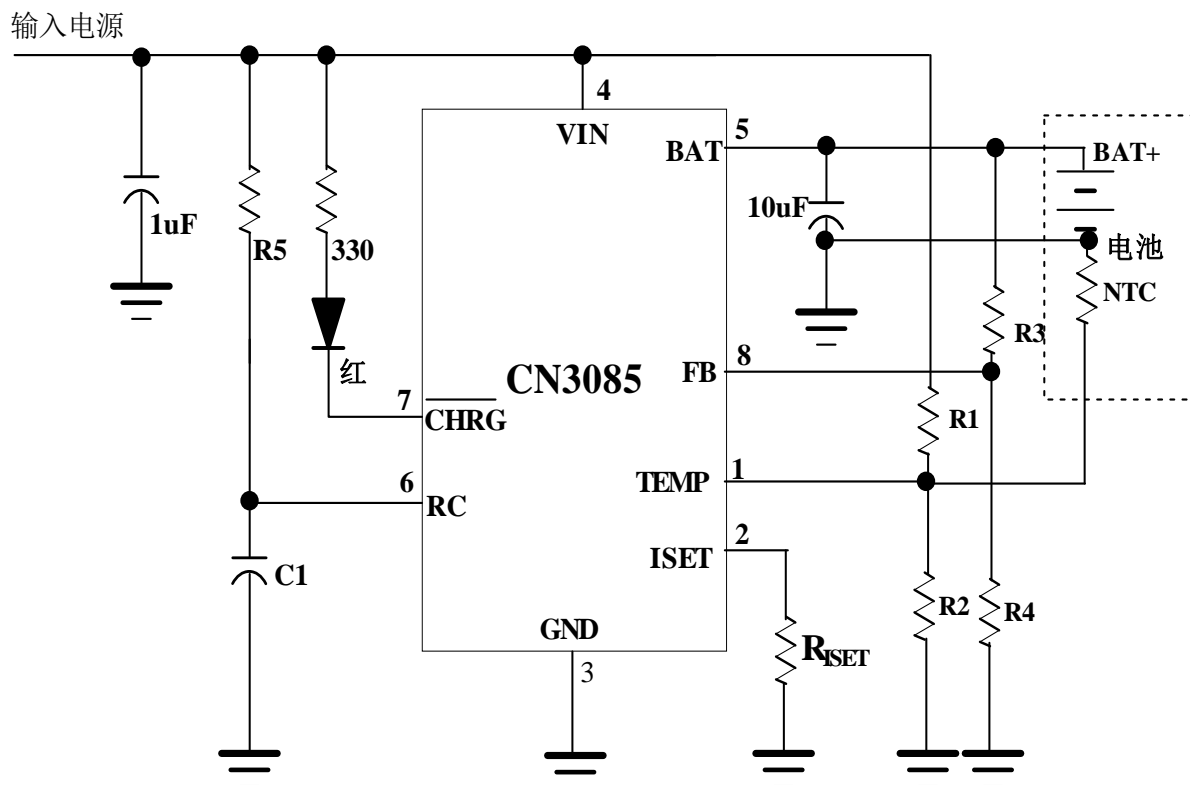 输入电源
4
VIN
5
BAT
BAT+
1uF
R5
330
10uF
电池
NTC
R3
红
CN3085
8
FB
7
CHRG
R1
6
RC
1
TEMP
2
ISET
C1
R2
R4
GND
3
RISET